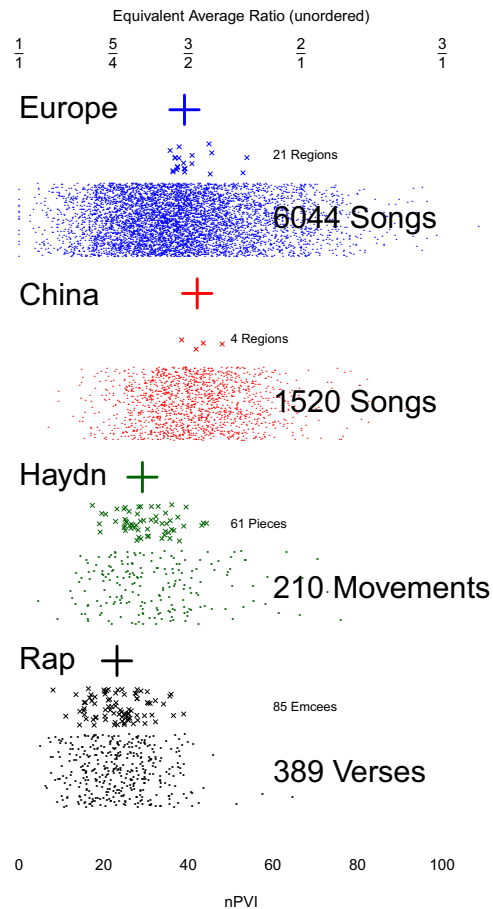 Equivalent Average Ratio (unordered)
1/1 5/4 3/2 2/1 3/1
Europe
21 Regions
6044 Songs
China
4 Regions
1520 Songs
Haydn
61 Pieces
210 Movements
Rap
85 Emcees
389 Verses
0 20 40 60 80 100
nPVI